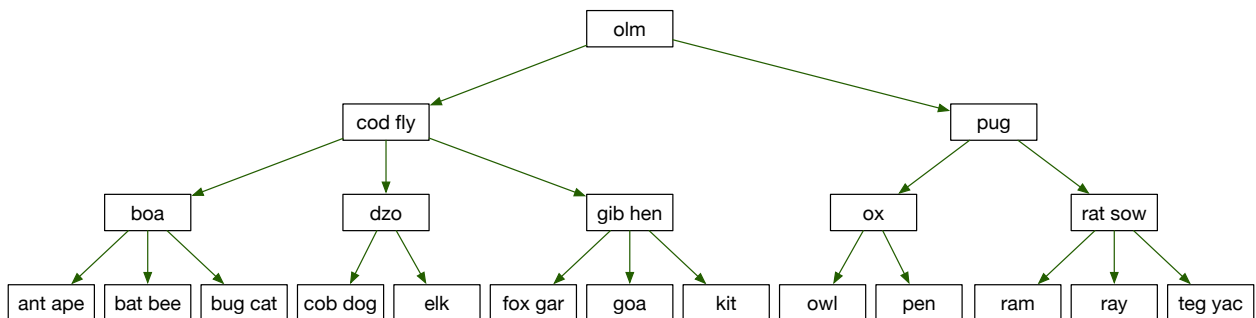 olm
cod fly
pug
boa
dzo
gib hen
ox
rat sow
ant ape
bat bee
bug cat
cob dog
elk
fox gar
goa
kit
owl
pen
ram
ray
teg yac